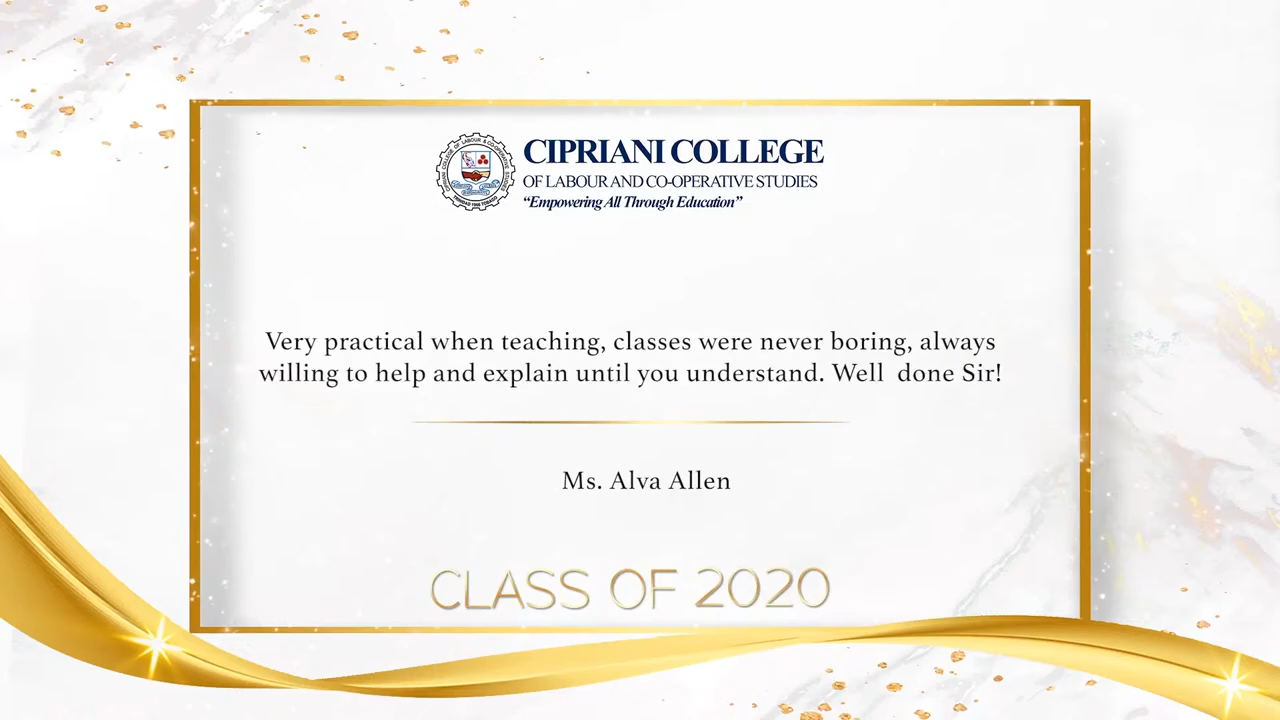 CIPRIANI COLLEGE
OF LABOUR AND CO-OPERATIVE STUDIES
“Empowering All Through Education”
Very practical when teaching, classes were never boring, always
willing to help and explain until you understand. Well  done Sir!
Ms. Alva Allen
CLASS OF 2020